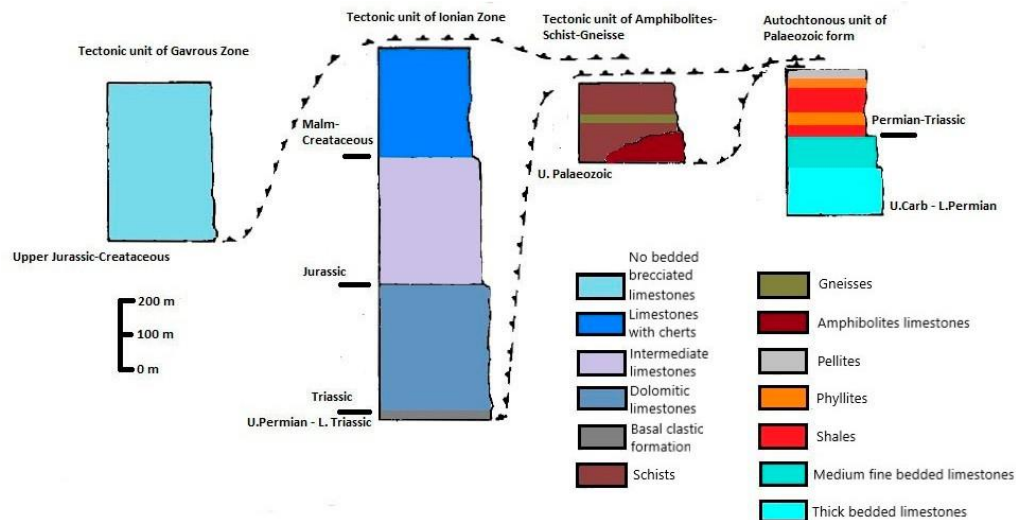 Tectonic unit of Gavrous Zone
Tectonic unit of Ionian Zone
Tectonic unit of Amphibolites-
Schist-Gneisse
Autochtonous unit of
Palaeozoic form
Malm-
Creataceous
Permian-Triassic
U. Palaeozoic
U.Carb - L.Permian
Upper Jurassic-Creataceous
Jurassic
Triassic
U.Permian - L. Triassic
200 m
100 m
0 m
No bedded
brecciated
limestones
Limestones
with cherts
Intermediate
limestones
Dolomitic
limestones
Basal clastic
formation
Schists
Gneisses
Amphibolites limestones
Pellites
Phyllites
Shales
Medium fine bedded limestones
Thick bedded limestones